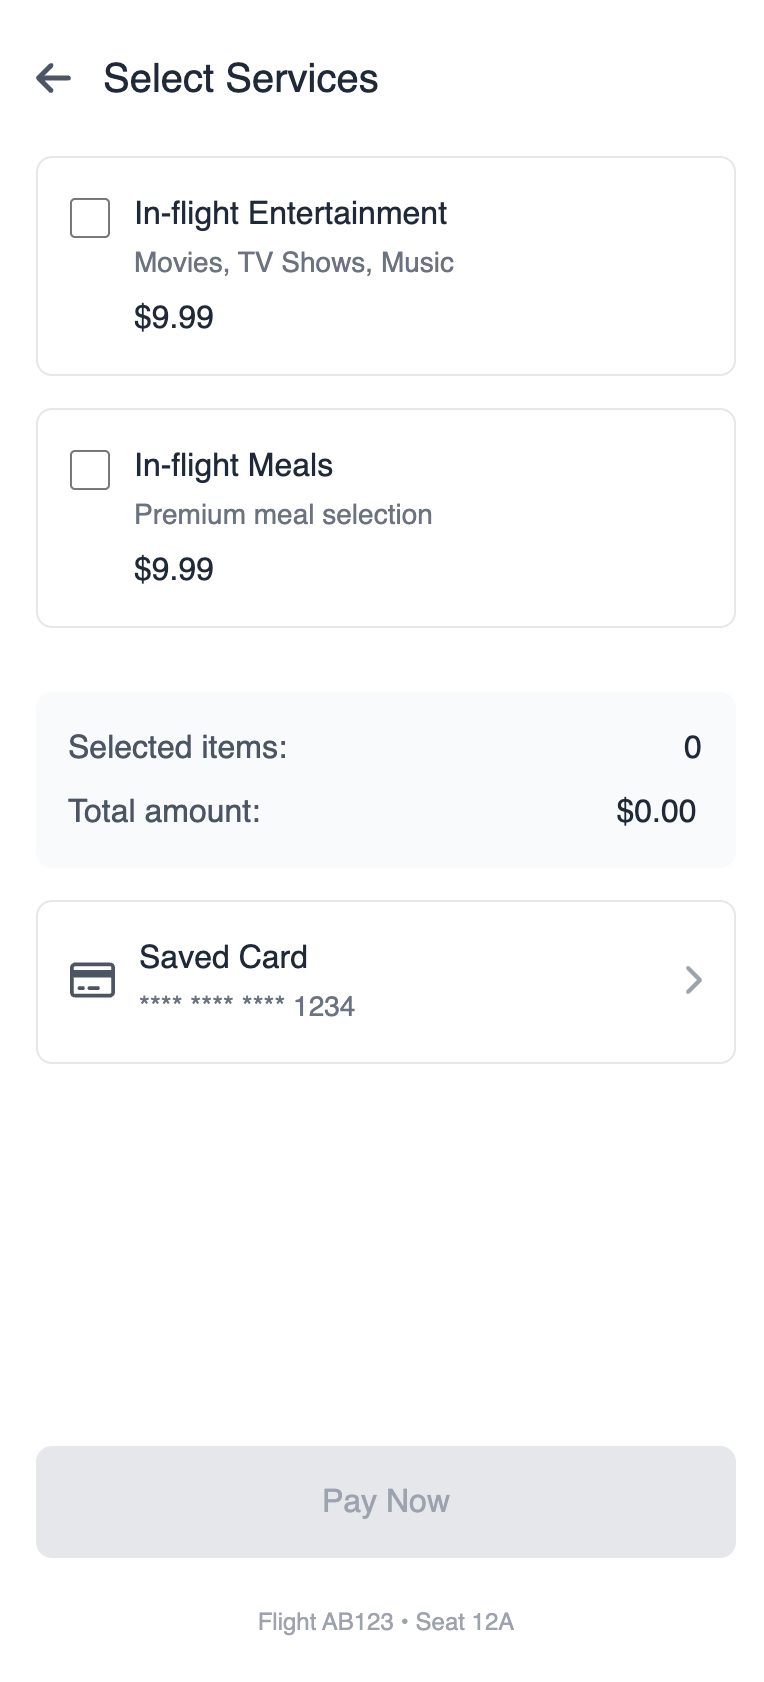 Select Services
In-flight Entertainment
Movies, TV Shows, Music
$9.99
In-flight Meals
Premium meal selection
$9.99
Selected items: 0
Total amount: $0.00
Saved Card
**** **** **** 1234
Pay Now
Flight AB123 • Seat 12A